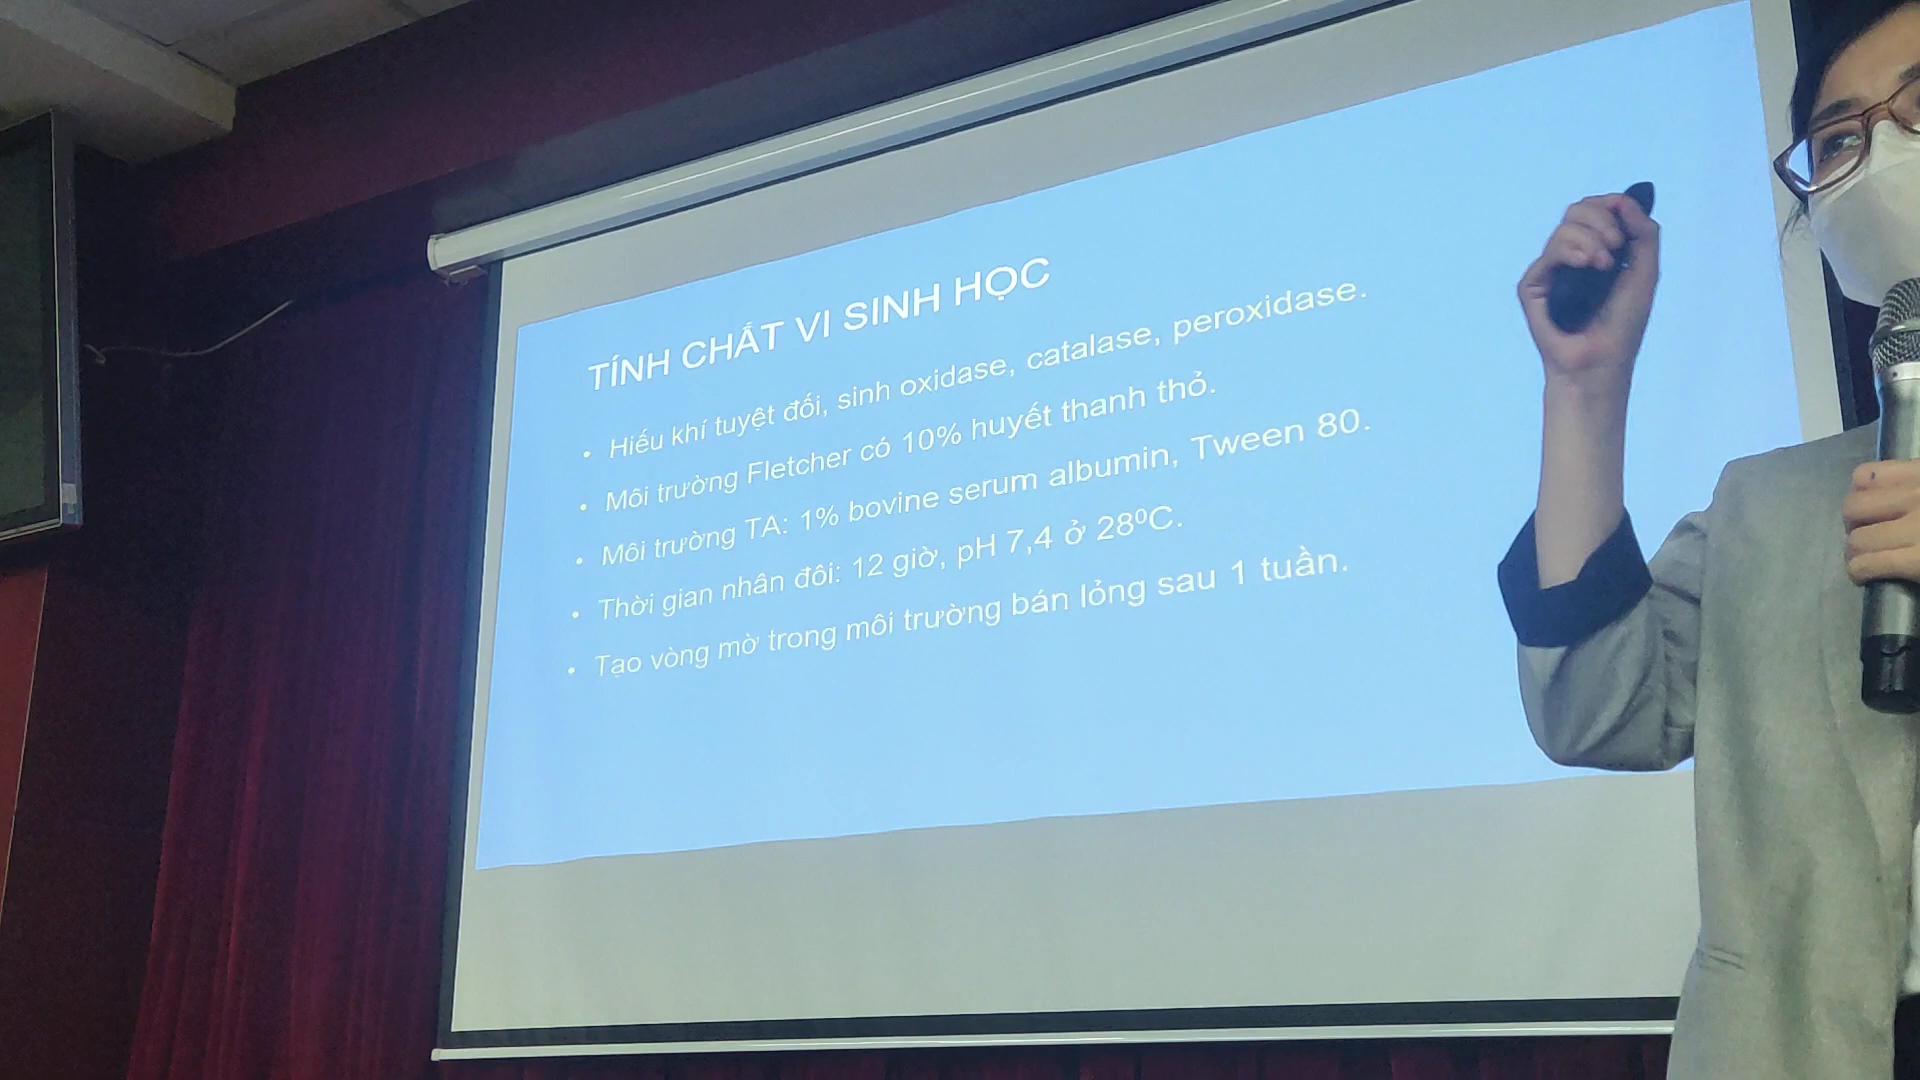 TÍNH CHẤT VI SINH HỌC
• Hiếu khí tuyệt đối, sinh oxidase, catalase, peroxidase.
• Môi trường Fletcher có 10% huyết thanh thỏ.
• Môi trường TA: 1% bovine serum albumin, Tween 80.
• Thời gian nhân đôi: 12 giờ, pH 7,4 ở 28⁰C.
• Tạo vòng mờ trong môi trường bán lỏng sau 1 tuần.